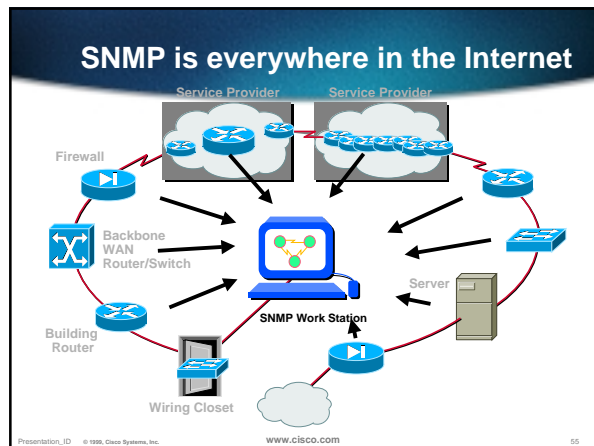 SNMP is everywhere in the Internet
Service Provider
Service Provider
Firewall
Backbone
WAN
Router/Switch
Server
SNMP Work Station
Building
Router
Wiring Closet
Presentation_ID
© 1999, Cisco Systems, Inc.
www.cisco.com
55